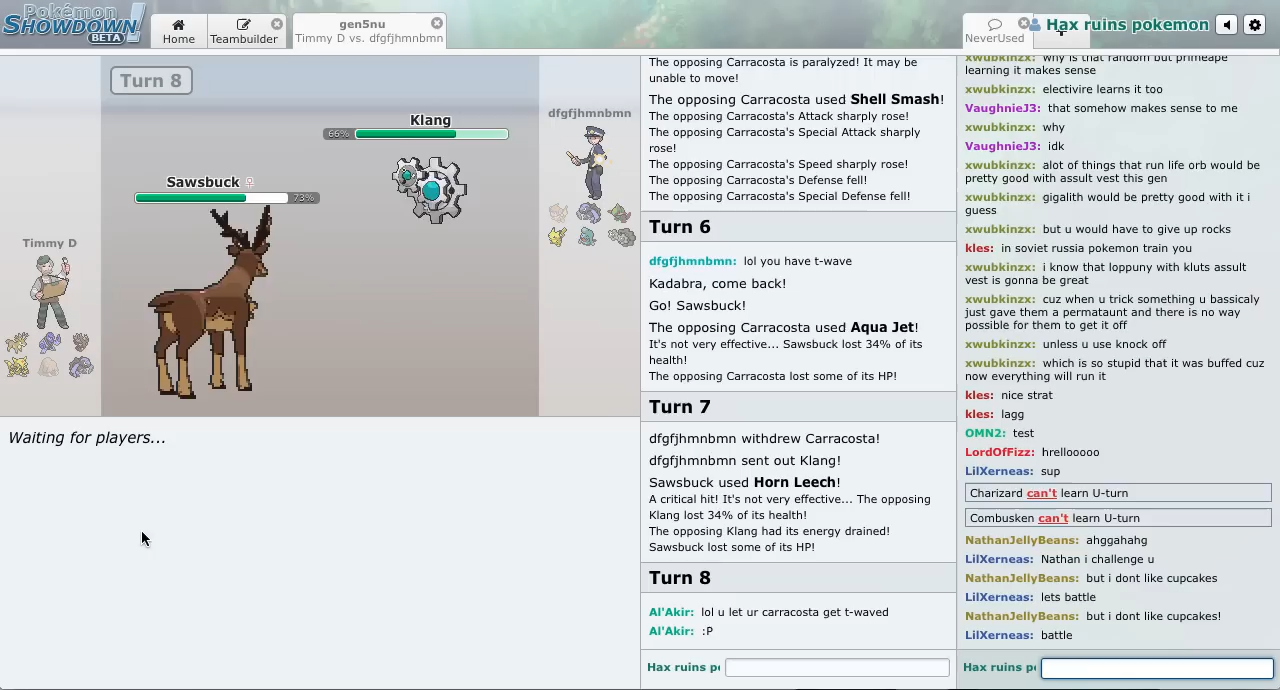 Pokémon
SHOWDOWN!
BETA
Home
Teambuilder
gen5nu
Timmy D vs. dfgfjhmnbmn
NeverUsed
Hax ruins pokemon
Turn 8
Klang
66%
Sawsbuck ♀
73%
Timmy D
dfgfjhmnbmn
Waiting for players...
The opposing Carracosta is paralyzed! It may be
unable to move!
The opposing Carracosta used Shell Smash!
The opposing Carracosta's Attack sharply rose!
The opposing Carracosta's Special Attack sharply
rose!
The opposing Carracosta's Speed sharply rose!
The opposing Carracosta's Defense fell!
The opposing Carracosta's Special Defense fell!
Turn 6
dfgfjhmnbmn: lol you have t-wave
Kadabra, come back!
Go! Sawsbuck!
The opposing Carracosta used Aqua Jet!
It's not very effective... Sawsbuck lost 34% of its
health!
The opposing Carracosta lost some of its HP!
Turn 7
dfgfjhmnbmn withdrew Carracosta!
dfgfjhmnbmn sent out Klang!
Sawsbuck used Horn Leech!
A critical hit! It's not very effective... The opposing
Klang lost 34% of its health!
The opposing Klang had its energy drained!
Sawsbuck lost some of its HP!
Turn 8
Al'Akir: lol u let ur carracosta get t-waved
Al'Akir: :P
Hax ruins p
xwubkinzx: why is that random but primeape
learning it makes sense
xwubkinzx: electivire learns it too
VaughnieJ3: that somehow makes sense to me
xwubkinzx: why
VaughnieJ3: idk
xwubkinzx: alot of things that run life orb would be
pretty good with assult vest this gen
xwubkinzx: gigalith would be pretty good with it i
guess
xwubkinzx: but u would have to give up rocks
kles: in soviet russia pokemon train you
xwubkinzx: i know that loppuny with kluts assult
vest is gonna be great
xwubkinzx: cuz when u trick something u bassicaly
just gave them a permataunt and there is no way
possible for them to get it off
xwubkinzx: unless u use knock off
xwubkinzx: which is so stupid that it was buffed cuz
now everything will run it
kles: nice strat
kles: lagg
OMN2: test
LordOfFizz: hrellooooo
LilXerneas: sup
Charizard can't learn U-turn
Combusken can't learn U-turn
NathanJellyBeans: ahggahahg
LilXerneas: Nathan i challenge u
NathanJellyBeans: but i dont like cupcakes
LilXerneas: lets battle
NathanJellyBeans: but i dont like cupcakes!
LilXerneas: battle
Hax ruins p